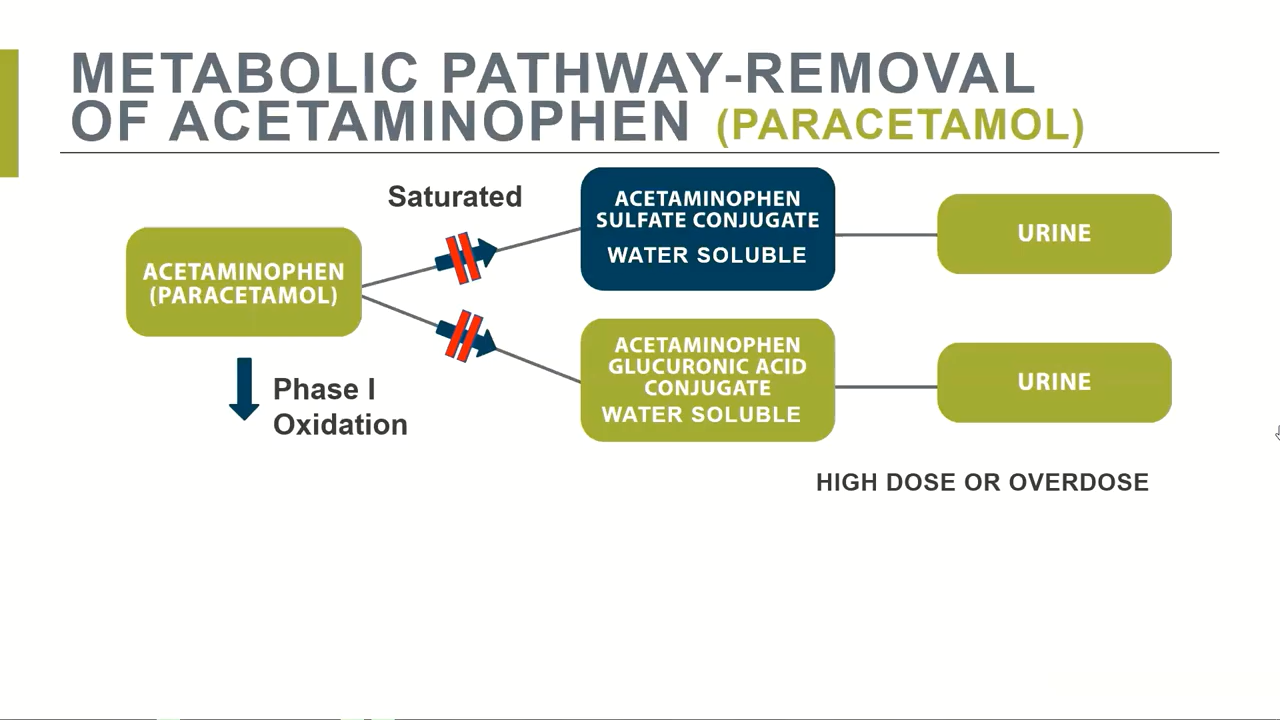 METABOLIC PATHWAY-REMOVAL
OF ACETAMINOPHEN (PARACETAMOL)
Saturated
ACETAMINOPHEN
(PARACETAMOL)
ACETAMINOPHEN
SULFATE CONJUGATE
WATER SOLUBLE
URINE
ACETAMINOPHEN
GLUCURONIC ACID
CONJUGATE
WATER SOLUBLE
URINE
Phase I
Oxidation
HIGH DOSE OR OVERDOSE